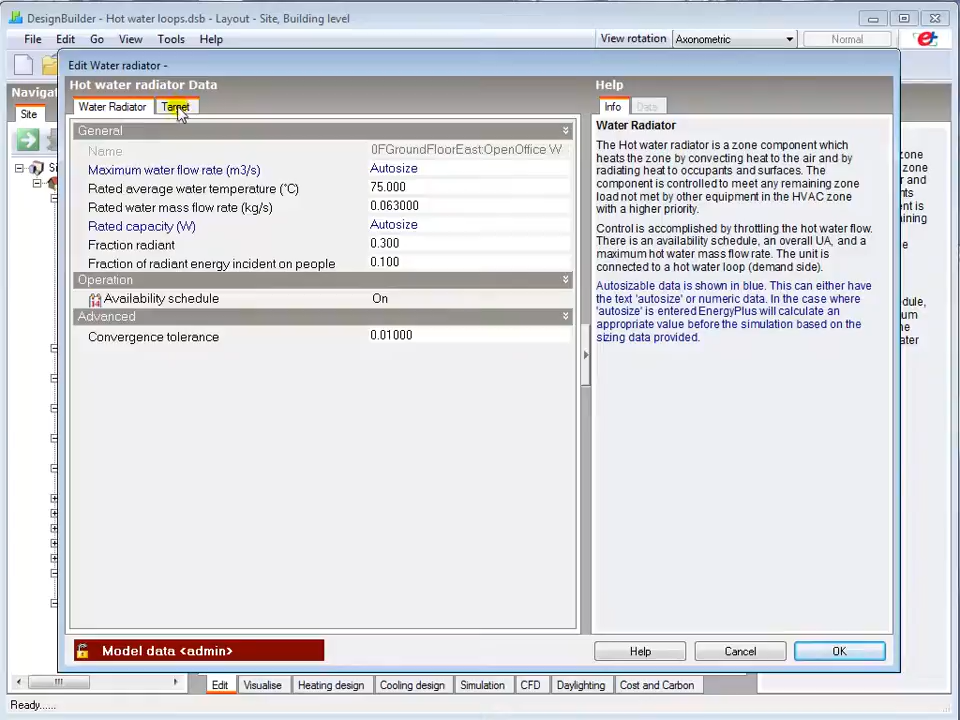 DesignBuilder - Hot water loops.dsb - Layout - Site, Building level
File Edit Go View Tools Help
View rotation Axonometric Normal
Edit Water radiator -
Navigat
Site
Hot water radiator Data
Water Radiator Target
General
Name 0FGroundFloorEast:OpenOffice W
Maximum water flow rate (m3/s) Autosize
Rated average water temperature (°C) 75.000
Rated water mass flow rate (kg/s) 0.063000
Rated capacity (W) Autosize
Fraction radiant 0.300
Fraction of radiant energy incident on people 0.100
Operation
Availability schedule On
Advanced
Convergence tolerance 0.01000
Help
Info Data
Water Radiator
The Hot water radiator is a zone component which
heats the zone by convecting heat to the air and by
radiating heat to occupants and surfaces. The
component is controlled to meet any remaining zone
load not met by other equipment in the HVAC zone
with a higher priority.
Control is accomplished by throttling the hot water flow.
There is an availability schedule, an overall UA, and a
maximum hot water mass flow rate. The unit is
connected to a hot water loop (demand side).
Autosizable data is shown in blue. This can either have
the text 'autosize' or numeric data. In the case where
'autosize' is entered EnergyPlus will calculate an
appropriate value before the simulation based on the
sizing data provided.
Model data <admin>
Help Cancel OK
Edit Visualise Heating design Cooling design Simulation CFD Daylighting Cost and Carbon
Ready......